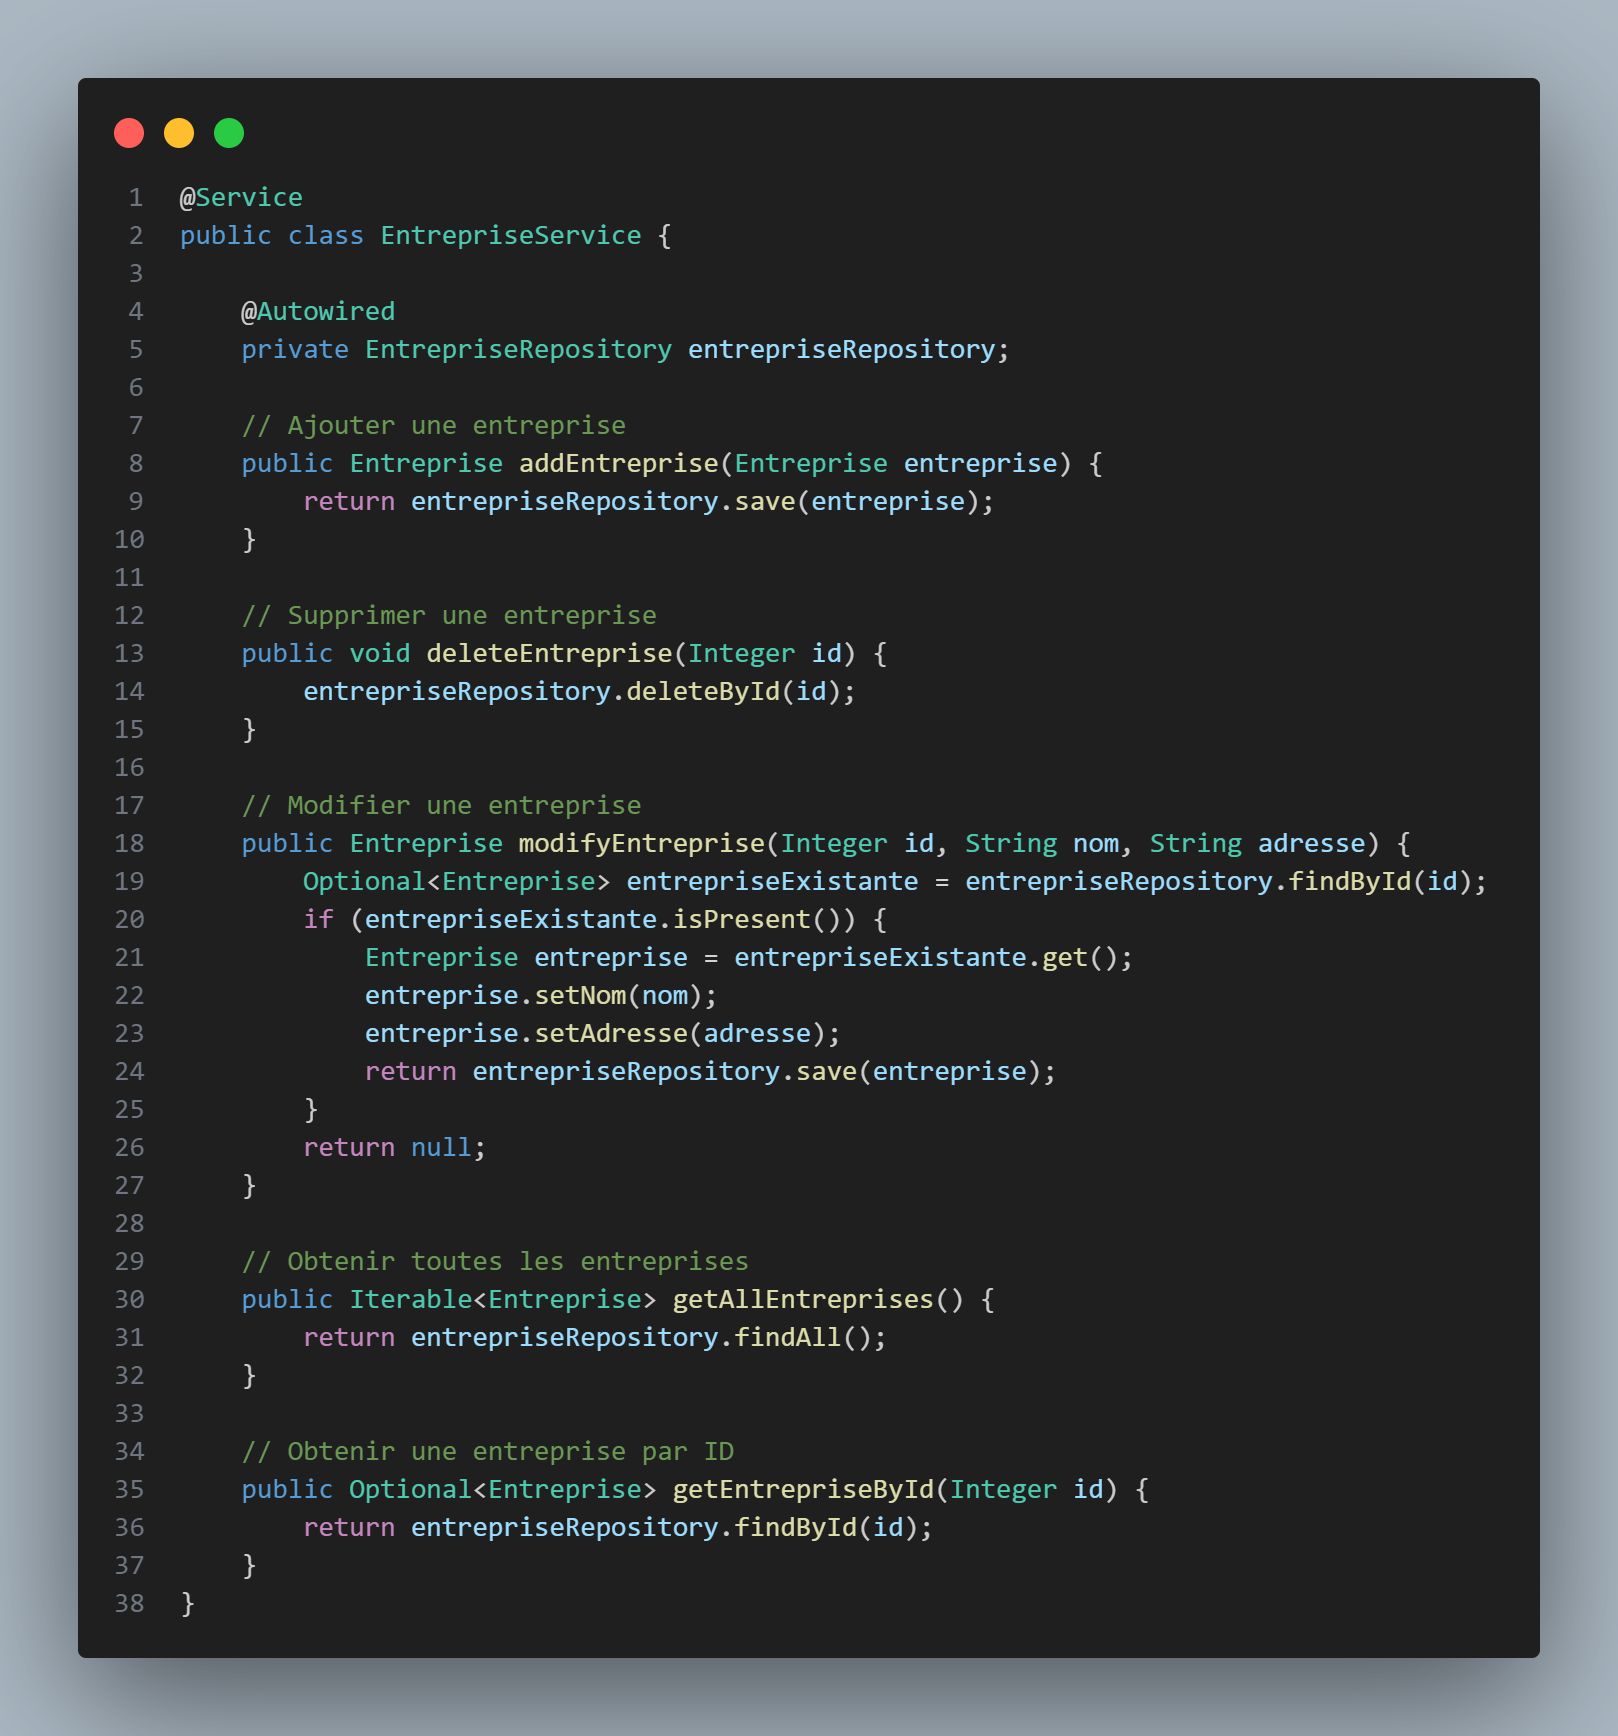 1 @Service
2 public class EntrepriseService {
3
4     @Autowired
5     private EntrepriseRepository entrepriseRepository;
6
7     // Ajouter une entreprise
8     public Entreprise addEntreprise(Entreprise entreprise) {
9         return entrepriseRepository.save(entreprise);
10     }
11
12     // Supprimer une entreprise
13     public void deleteEntreprise(Integer id) {
14         entrepriseRepository.deleteById(id);
15     }
16
17     // Modifier une entreprise
18     public Entreprise modifyEntreprise(Integer id, String nom, String adresse) {
19         Optional<Entreprise> entrepriseExistante = entrepriseRepository.findById(id);
20         if (entrepriseExistante.isPresent()) {
21             Entreprise entreprise = entrepriseExistante.get();
22             entreprise.setNom(nom);
23             entreprise.setAdresse(adresse);
24             return entrepriseRepository.save(entreprise);
25         }
26         return null;
27     }
28
29     // Obtenir toutes les entreprises
30     public Iterable<Entreprise> getAllEntreprises() {
31         return entrepriseRepository.findAll();
32     }
33
34     // Obtenir une entreprise par ID
35     public Optional<Entreprise> getEntrepriseById(Integer id) {
36         return entrepriseRepository.findById(id);
37     }
38 }